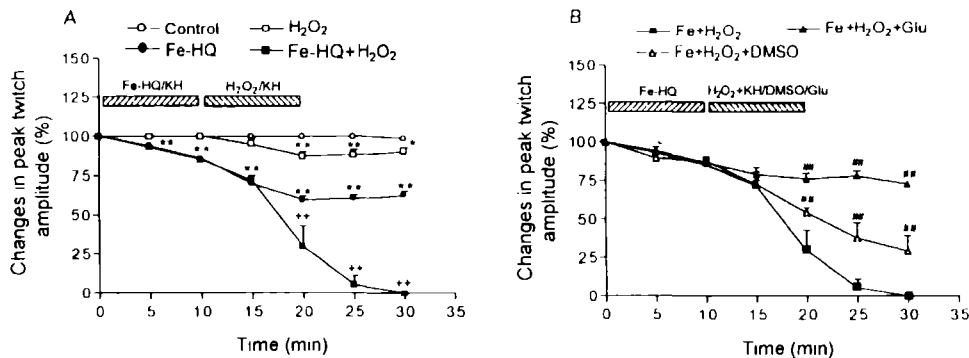 A
Control
H₂O₂
Fe-HQ
Fe-HQ+H₂O₂
Changes in peak twitch
amplitude (%)
150
125
100
75
50
25
0
Fe-HQ/KH
H₂O₂/KH
**
**
**
**
**
*
**
**
**
**
++
++
++
0 5 10 15 20 25 30 35
Time (min)
B
Fe+H₂O₂
Fe+H₂O₂+Glu
Fe+H₂O₂+DMSO
Changes in peak twitch
amplitude (%)
150
125
100
75
50
25
0
Fe-HQ
H₂O₂+KH/DMSO/Glu
##
##
##
##
##
##
0 5 10 15 20 25 30 35
Time (min)